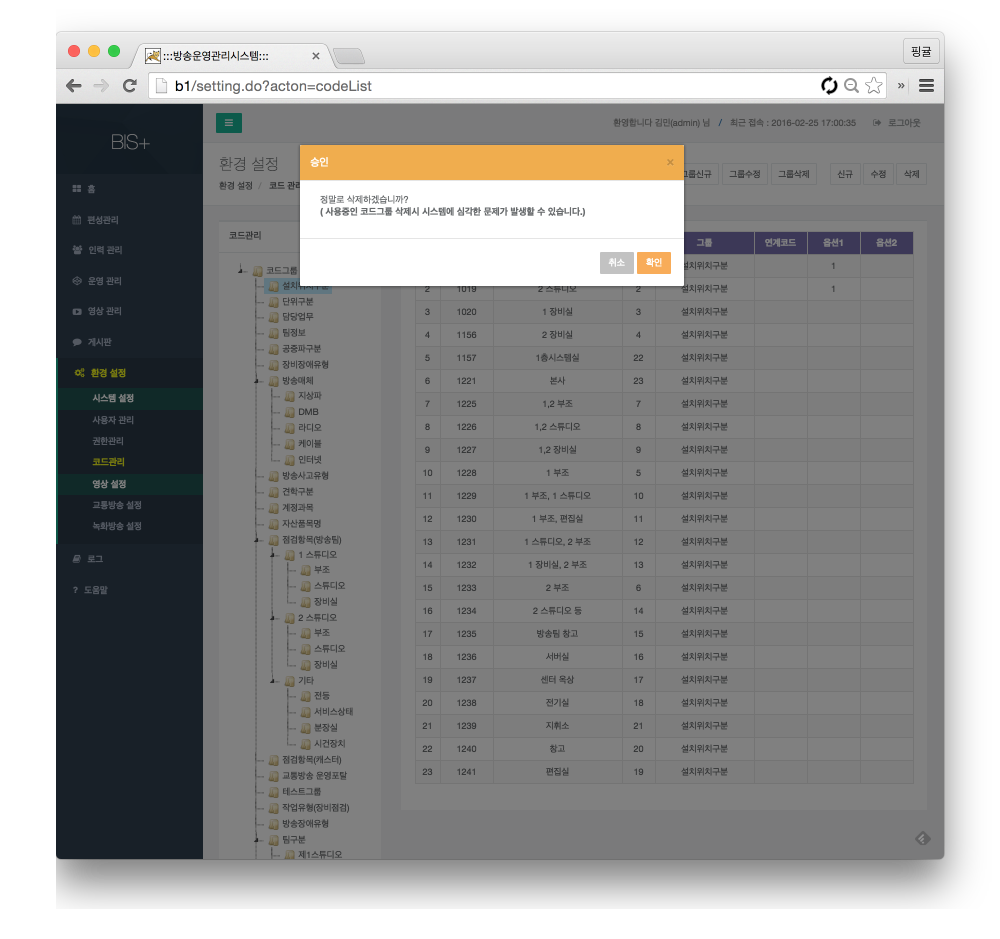 :::방송운영관리시스템:::
×
핑귤
b1/setting.do?acton=codeList
»
BIS+
환영합니다 김민(admin) 님 / 최근 접속 : 2016-02-25 17:00:35 로그아웃
환경 설정
환경 설정 / 코드 관리
그룹신규 그룹수정 그룹삭제 신규 수정 삭제
승인 ×
정말로 삭제하겠습니까?
( 사용중인 코드그룹 삭제시 시스템에 심각한 문제가 발생할 수 있습니다.)
취소 확인
홈
편성관리
인력 관리
운영 관리
영상 관리
게시판
환경 설정
시스템 설정
사용자 관리
권한관리
코드관리
영상 설정
교통방송 설정
녹화방송 설정
로그
? 도움말
코드관리
코드그룹
설치위치구분
단위구분
담당업무
팀정보
공중파구분
장비장애유형
방송매체
지상파
DMB
라디오
케이블
인터넷
방송사고유형
견학구분
계정과목
자산품목명
점검항목(방송팀)
1 스튜디오
부조
스튜디오
장비실
2 스튜디오
부조
스튜디오
장비실
기타
전등
서비스상태
분장실
시건장치
점검항목(캐스터)
교통방송 운영포탈
테스트그룹
작업유형(장비점검)
방송장애유형
팀구분
제1스튜디오
그룹 연계코드 옵션1 옵션2
설치위치구분 1
2 1019 2 스튜디오 2 설치위치구분 1
3 1020 1 장비실 3 설치위치구분
4 1156 2 장비실 4 설치위치구분
5 1157 1층시스템실 22 설치위치구분
6 1221 본사 23 설치위치구분
7 1225 1,2 부조 7 설치위치구분
8 1226 1,2 스튜디오 8 설치위치구분
9 1227 1,2 장비실 9 설치위치구분
10 1228 1 부조 5 설치위치구분
11 1229 1 부조, 1 스튜디오 10 설치위치구분
12 1230 1 부조, 편집실 11 설치위치구분
13 1231 1 스튜디오, 2 부조 12 설치위치구분
14 1232 1 장비실, 2 부조 13 설치위치구분
15 1233 2 부조 6 설치위치구분
16 1234 2 스튜디오 등 14 설치위치구분
17 1235 방송팀 창고 15 설치위치구분
18 1236 서버실 16 설치위치구분
19 1237 센터 옥상 17 설치위치구분
20 1238 전기실 18 설치위치구분
21 1239 지휘소 21 설치위치구분
22 1240 창고 20 설치위치구분
23 1241 편집실 19 설치위치구분